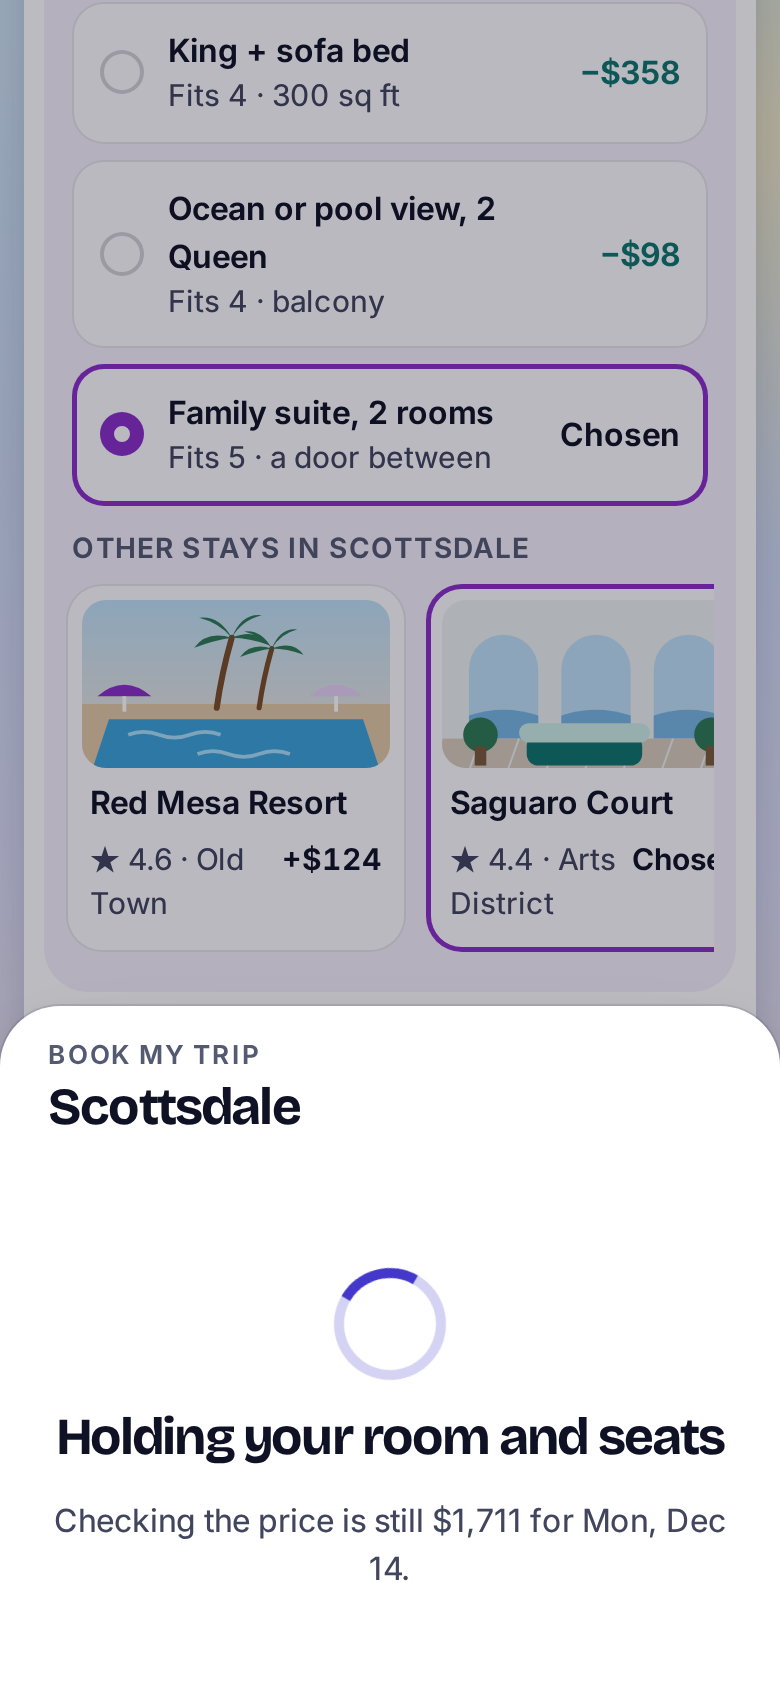 King + sofa bed
Fits 4 · 300 sq ft
−$358
Ocean or pool view, 2
Queen
Fits 4 · balcony
−$98
Family suite, 2 rooms
Fits 5 · a door between
Chosen
OTHER STAYS IN SCOTTSDALE
Red Mesa Resort
★ 4.6 · Old
Town
+$124
Saguaro Court
★ 4.4 · Arts
District
Chose
BOOK MY TRIP
Scottsdale
Holding your room and seats
Checking the price is still $1,711 for Mon, Dec
14.